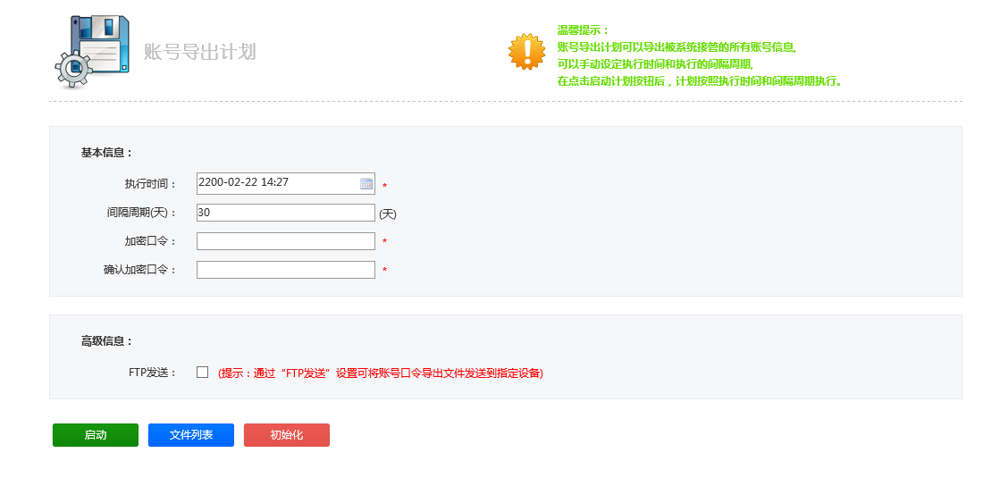 账号导出计划
温馨提示：
账号导出计划可以导出被系统接管的所有账号信息,
可以手动设定执行时间和执行的间隔周期,
在点击启动计划按钮后，计划按照执行时间和间隔周期执行。
基本信息：
执行时间： 2200-02-22 14:27 *
间隔周期(天)： 30 (天)
加密口令： *
确认加密口令： *
高级信息：
FTP发送： (提示：通过“FTP发送”设置可将账号口令导出文件发送到指定设备)
启动 文件列表 初始化